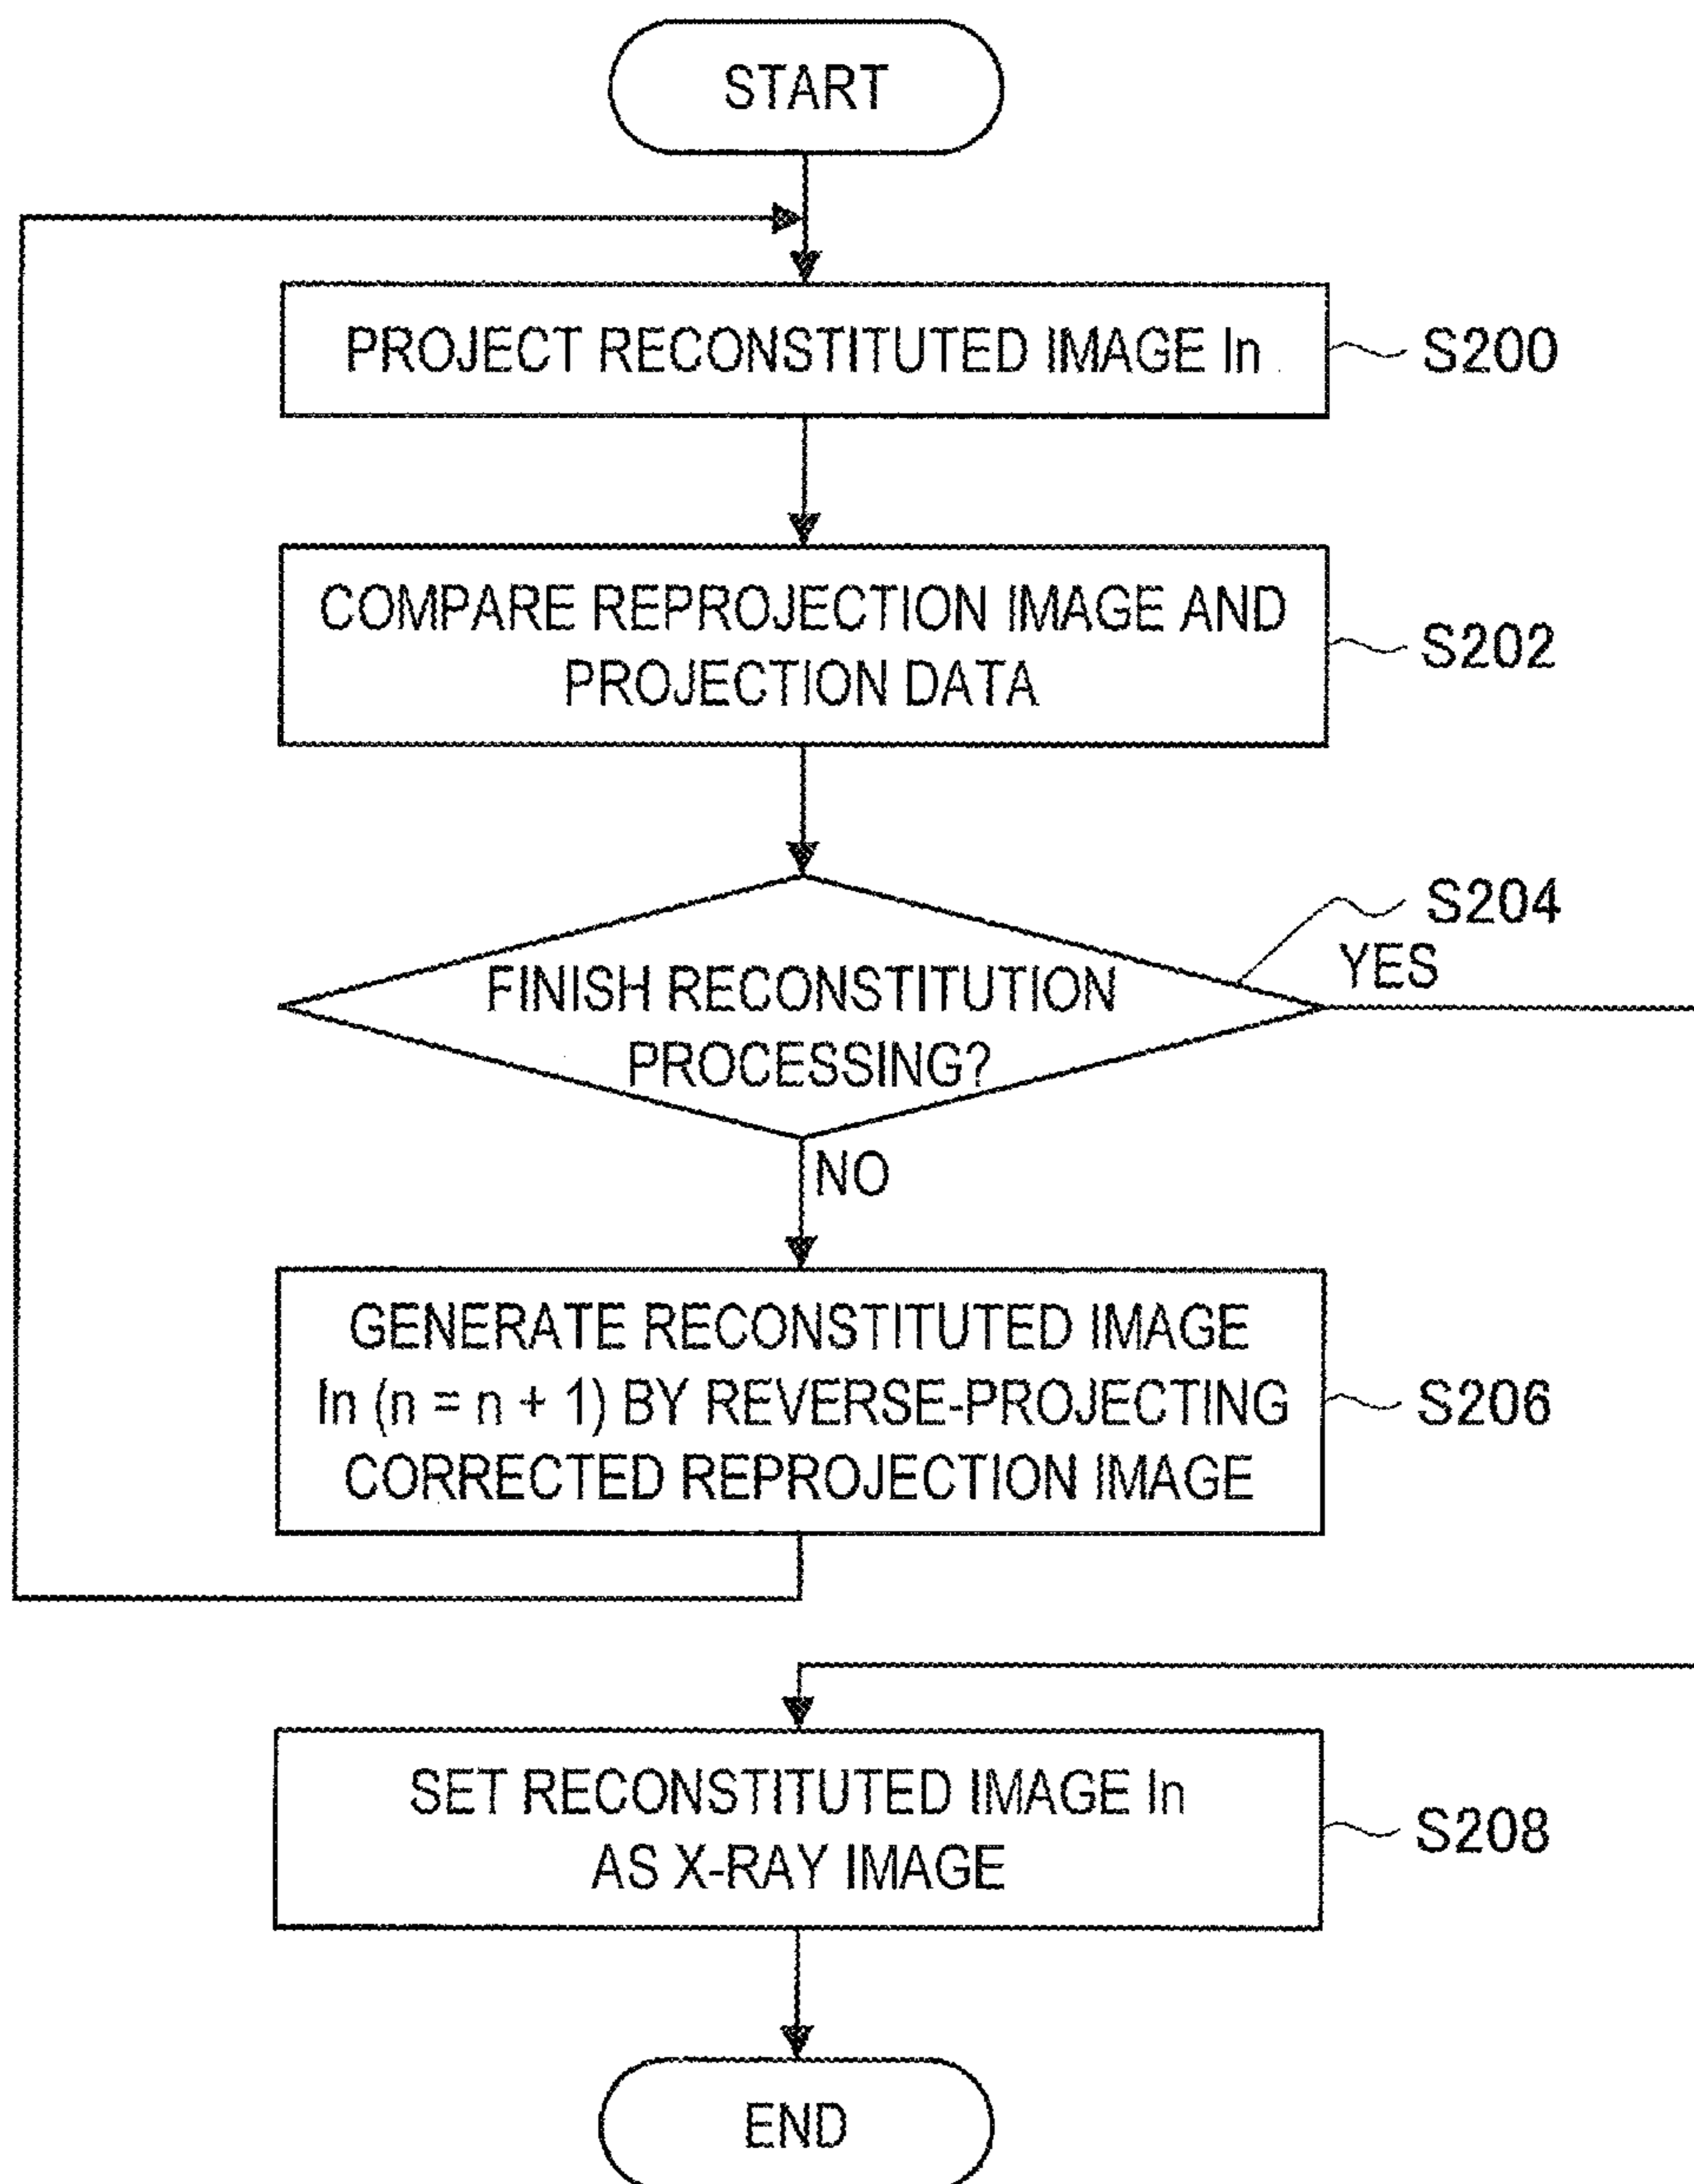 START
PROJECT RECONSTITUTED IMAGE In
S200
COMPARE REPROJECTION IMAGE AND
PROJECTION DATA
S202
S204
YES
FINISH RECONSTITUTION
PROCESSING?
NO
GENERATE RECONSTITUTED IMAGE
In (n = n + 1) BY REVERSE-PROJECTING
CORRECTED REPROJECTION IMAGE
S206
SET RECONSTITUTED IMAGE In
AS X-RAY IMAGE
S208
END